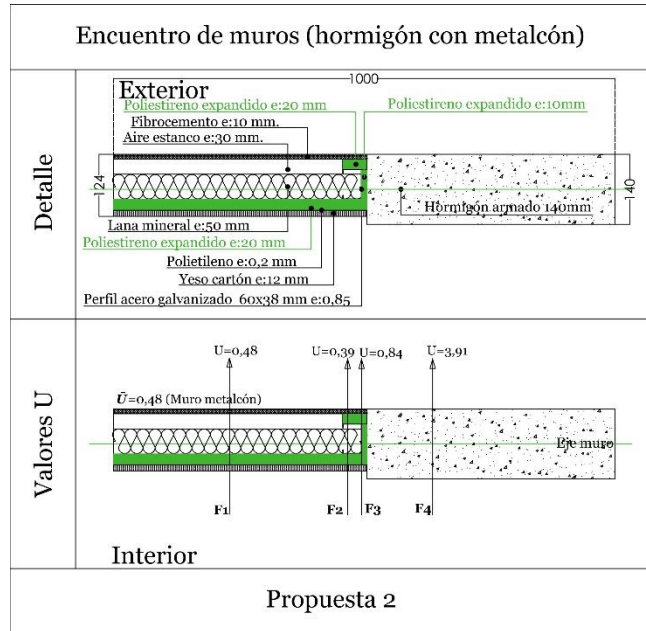 Encuentro de muros (hormigón con metalcón)
Detalle
1000
Exterior
Poliestireno expandido e:20 mm
Poliestireno expandido e:10mm
Fibrocemento e:10 mm.
Aire estanco e:30 mm.
124
140
Lana mineral e:50 mm
Hormigón armado 140mm
Poliestireno expandido e:20 mm
Polietileno e:0,2 mm
Yeso cartón e:12 mm
Perfil acero galvanizado 60x38 mm e:0,85
Valores U
U=0,48
U=0,39
U=0,84
U=3,91
Ū=0,48 (Muro metalcón)
Eje muro
F1
F2
F3
F4
Interior
Propuesta 2